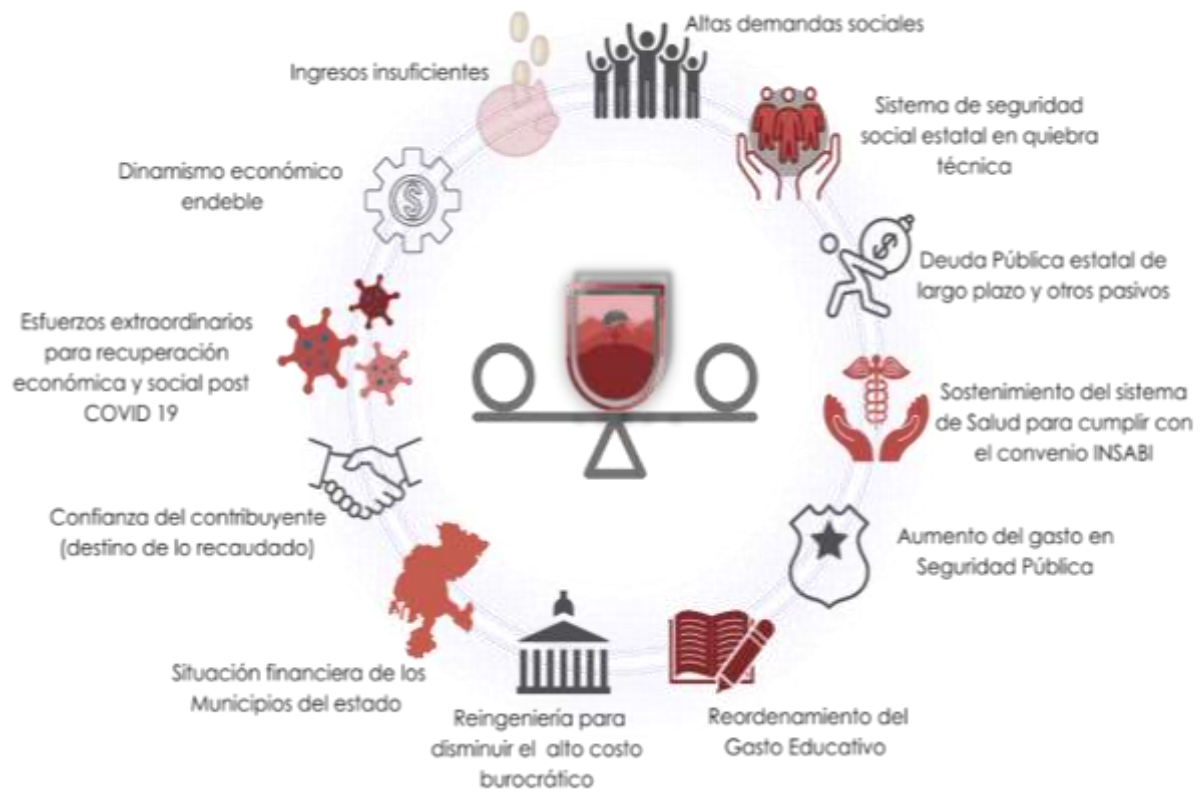 Altas demandas sociales
Sistema de seguridad
social estatal en quiebra
técnica
Deuda Pública estatal de
largo plazo y otros pasivos
Sostenimiento del sistema
de Salud para cumplir con
el convenio INSABI
Aumento del gasto en
Seguridad Pública
Reordenamiento del
Gasto Educativo
Reingeniería para
disminuir el alto costo
burocrático
Situación financiera de los
Municipios del estado
Confianza del contribuyente
(destino de lo recaudado)
Esfuerzos extraordinarios
para recuperación
económica y social post
COVID 19
Dinamismo económico
endeble
Ingresos insuficientes